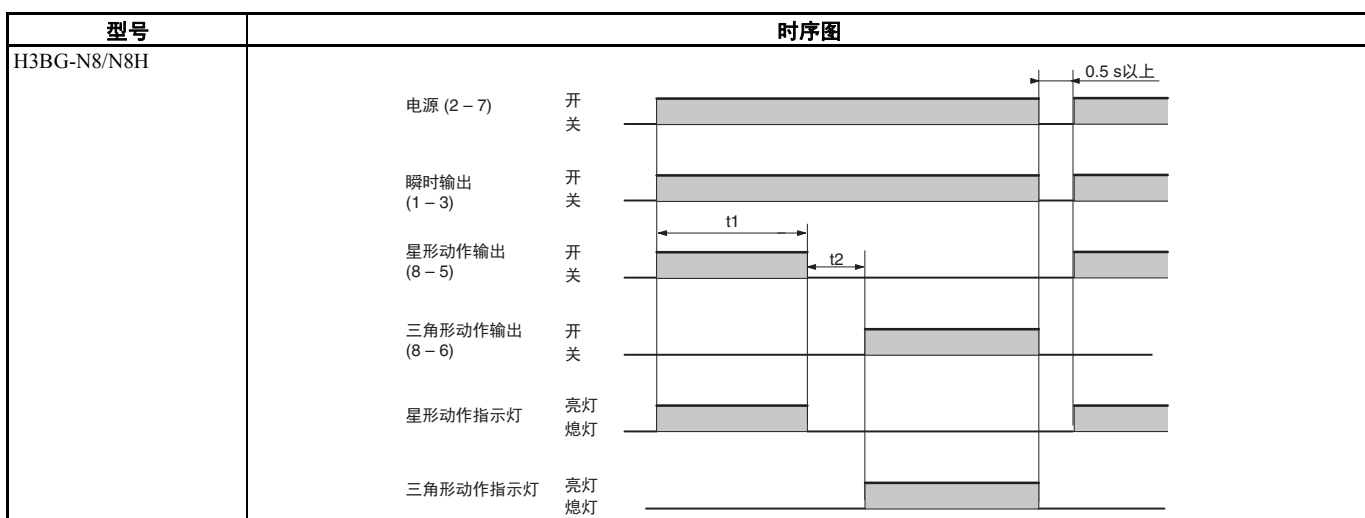 型号
时序图
H3BG-N8/N8H
0.5 s以上
电源 (2 – 7)
开
关
瞬时输出
(1 – 3)
开
关
t1
星形动作输出
(8 – 5)
开
关
t2
三角形动作输出
(8 – 6)
开
关
星形动作指示灯
亮灯
熄灯
三角形动作指示灯
亮灯
熄灯